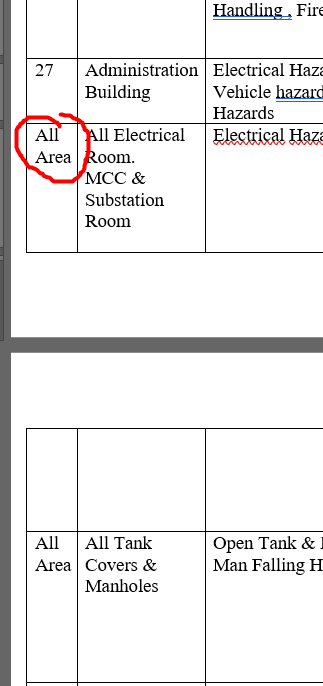 Handling , Fire
27 Administration Electrical Haza
Building Vehicle hazard
Hazards
All All Electrical Electrical Haza
Area Room.
MCC &
Substation
Room
All All Tank Open Tank &
Area Covers & Man Falling H
Manholes